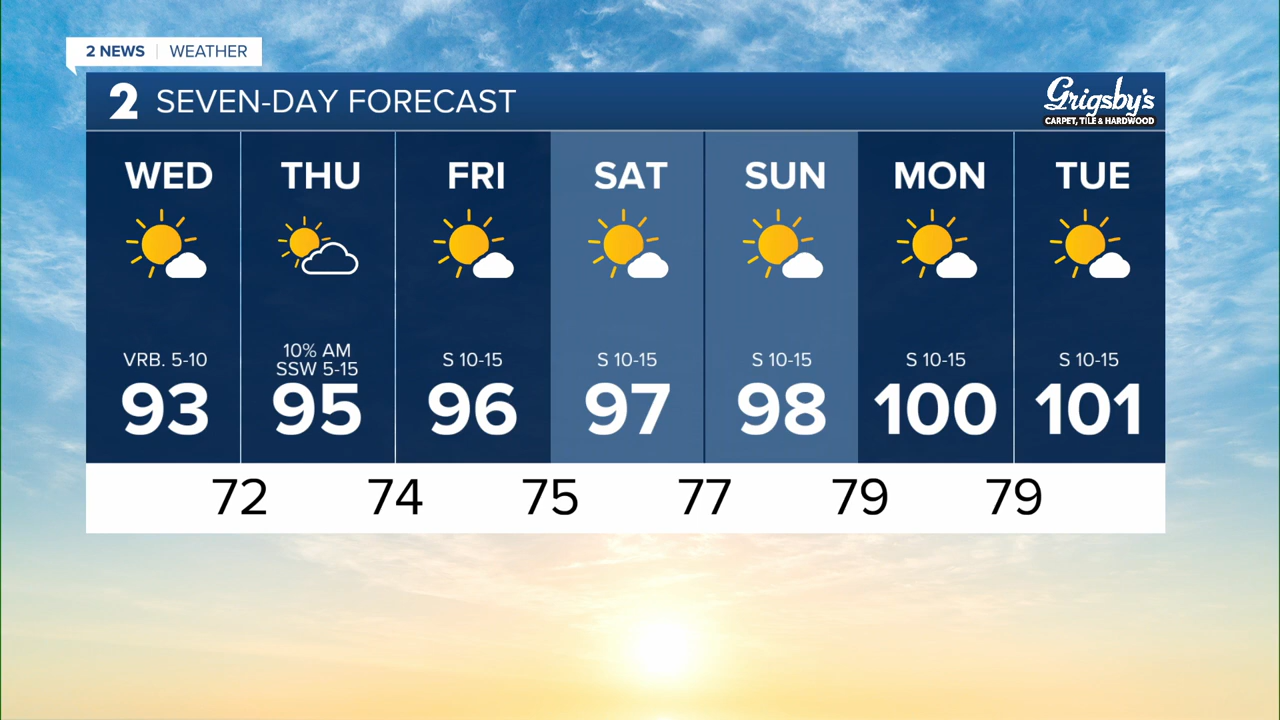 2 NEWS | WEATHER
2 SEVEN-DAY FORECAST
Grigsby's
CARPET, TILE & HARDWOOD
WED THU FRI SAT SUN MON TUE
10% AM
VRB. 5-10 SSW 5-15 S 10-15 S 10-15 S 10-15 S 10-15 S 10-15
93 95 96 97 98 100 101
72 74 75 77 79 79